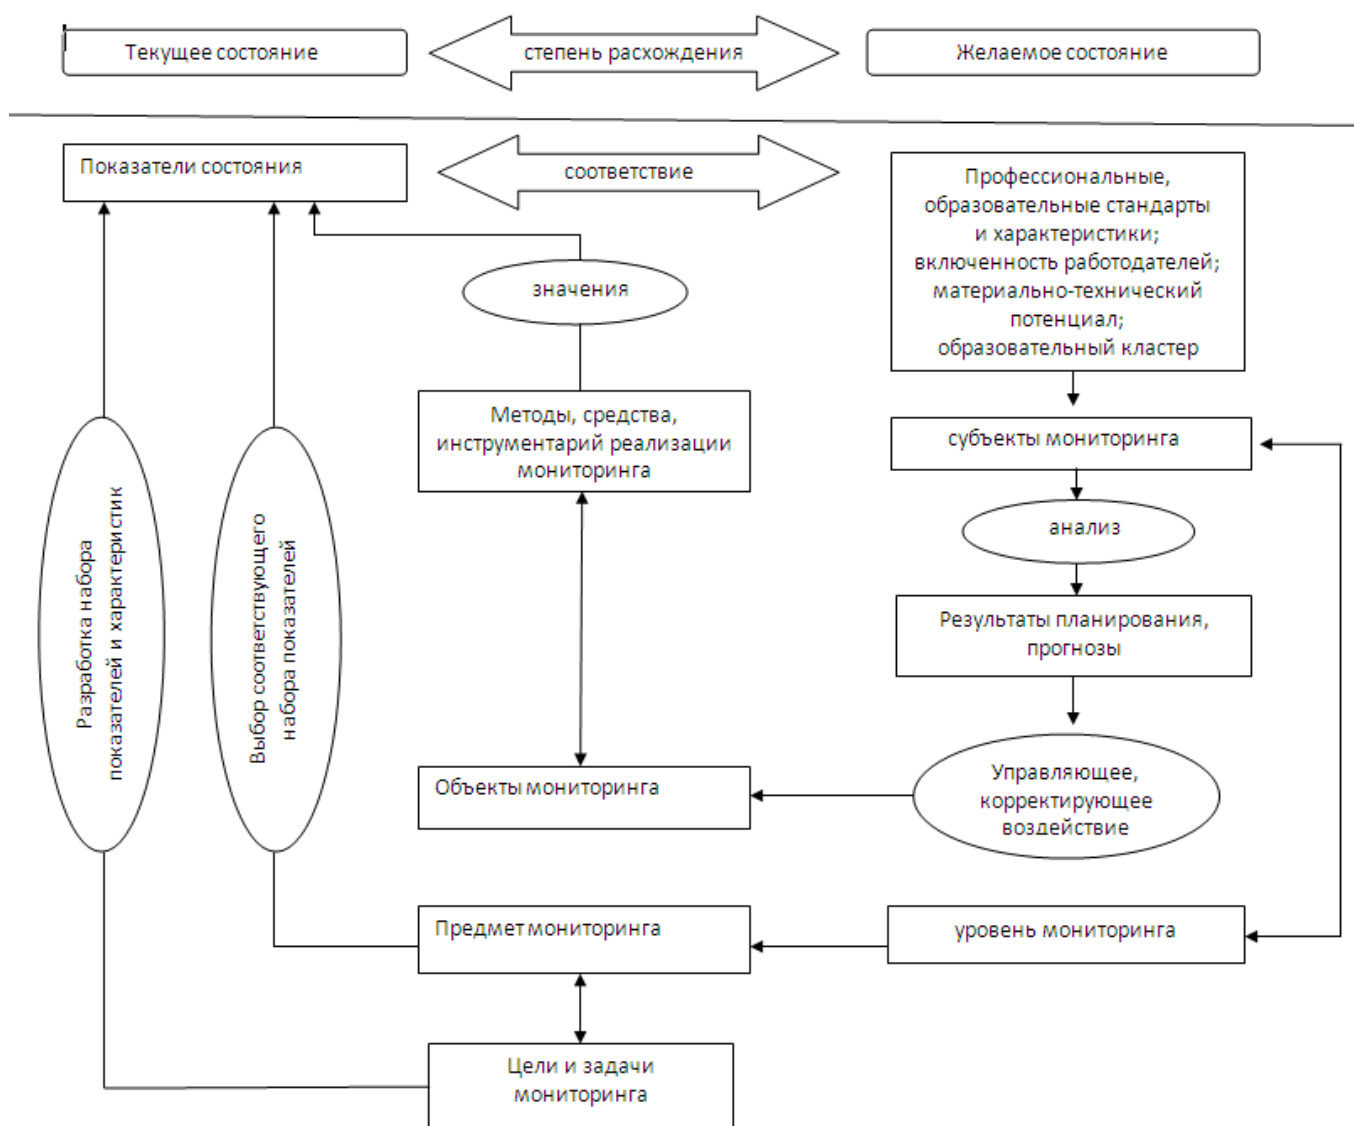 Текущее состояние
степень расхождения
Желаемое состояние
Показатели состояния
соответствие
Профессиональные,
образовательные стандарты
и характеристики;
включенность работодателей;
материально-технический
потенциал;
образовательный кластер
значения
Методы, средства,
инструментарий реализации
мониторинга
субъекты мониторинга
анализ
Разработка набора
показателей и характеристик
Выбор соответствующего
набора показателей
Результаты планирования,
прогнозы
Объекты мониторинга
Управляющее,
корректирующее
воздействие
Предмет мониторинга
уровень мониторинга
Цели и задачи
мониторинга